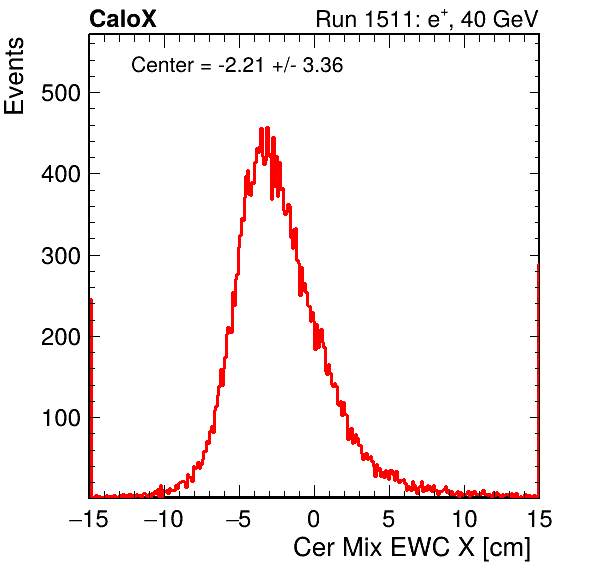 CaloX
Run 1511: e⁺, 40 GeV
Events
Center = -2.21 +/- 3.36
500
400
300
200
100
−15 −10 −5 0 5 10 15
Cer Mix EWC X [cm]